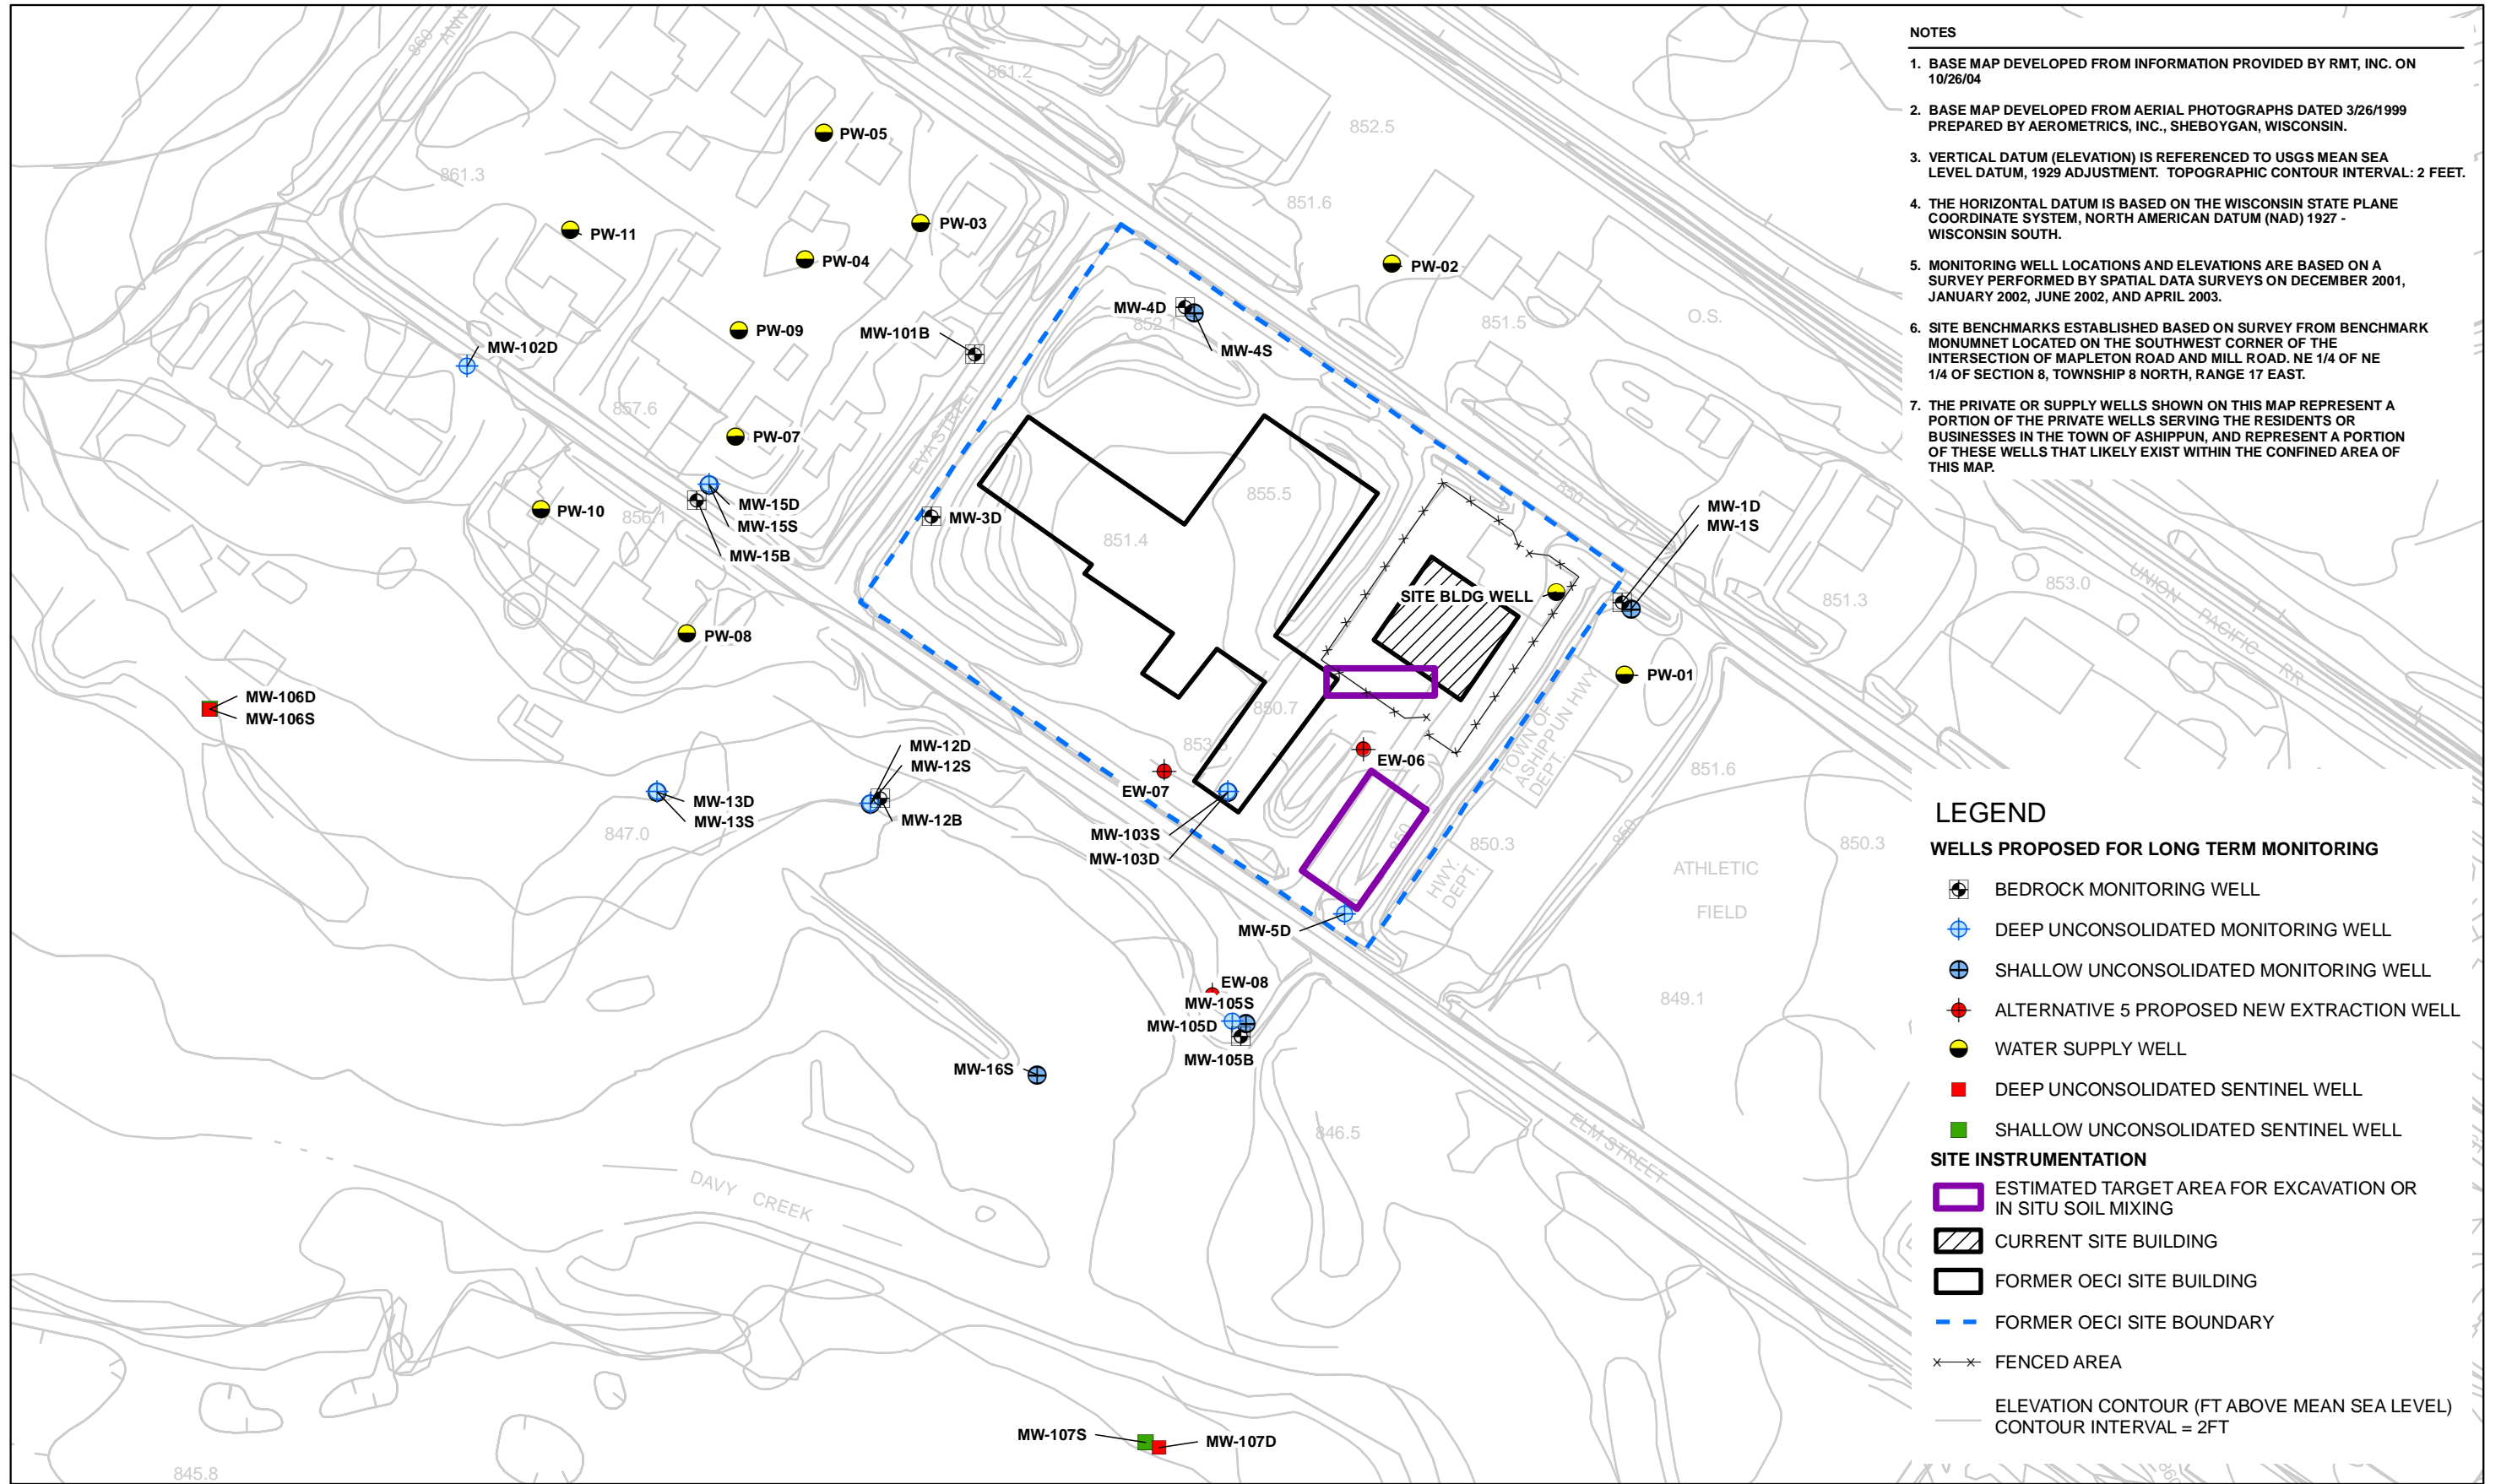 NOTES
1. BASE MAP DEVELOPED FROM INFORMATION PROVIDED BY RMT, INC. ON
10/26/04
2. BASE MAP DEVELOPED FROM AERIAL PHOTOGRAPHS DATED 3/26/1999
PREPARED BY AEROMETRICS, INC., SHEBOYGAN, WISCONSIN.
3. VERTICAL DATUM (ELEVATION) IS REFERENCED TO USGS MEAN SEA
LEVEL DATUM, 1929 ADJUSTMENT. TOPOGRAPHIC CONTOUR INTERVAL: 2 FEET.
4. THE HORIZONTAL DATUM IS BASED ON THE WISCONSIN STATE PLANE
COORDINATE SYSTEM, NORTH AMERICAN DATUM (NAD) 1927 -
WISCONSIN SOUTH.
5. MONITORING WELL LOCATIONS AND ELEVATIONS ARE BASED ON A
SURVEY PERFORMED BY SPATIAL DATA SURVEYS ON DECEMBER 2001,
JANUARY 2002, JUNE 2002, AND APRIL 2003.
6. SITE BENCHMARKS ESTABLISHED BASED ON SURVEY FROM BENCHMARK
MONUMNET LOCATED ON THE SOUTHWEST CORNER OF THE
INTERSECTION OF MAPLETON ROAD AND MILL ROAD. NE 1/4 OF NE
1/4 OF SECTION 8, TOWNSHIP 8 NORTH, RANGE 17 EAST.
7. THE PRIVATE OR SUPPLY WELLS SHOWN ON THIS MAP REPRESENT A
PORTION OF THE PRIVATE WELLS SERVING THE RESIDENTS OR
BUSINESSES IN THE TOWN OF ASHIPPUN, AND REPRESENT A PORTION
OF THESE WELLS THAT LIKELY EXIST WITHIN THE CONFINED AREA OF
THIS MAP.
860
ANN S
861.2
852.5
PW-05
861.3
851.6
PW-11
PW-03
PW-04
PW-02
MW-4D
852.1
MW-4S
851.5
O.S.
PW-09
MW-101B
MW-102D
857.6
PW-07
EVA STREET
855.5
850
MW-15D
MW-15S
MW-15B
PW-10
856.1
MW-3D
851.4
MW-1D
MW-1S
SITE BLDG WELL
851.3
853.0
UNION PACIFIC RR
PW-08
PW-01
MW-106D
MW-106S
850.7
TOWN OF
ASHIPPUN HWY
DEPT.
MW-12D
MW-12S
MW-12B
EW-06
EW-07
851.6
MW-13D
MW-13S
847.0
MW-103S
MW-103D
850
850.3
850
850.3
HWY.
DEPT.
ATHLETIC
FIELD
MW-5D
EW-08
MW-105S
MW-105D
MW-105B
849.1
MW-16S
846.5
ELM STREET
DAVY CREEK
MW-107S
MW-107D
845.8
LEGEND
WELLS PROPOSED FOR LONG TERM MONITORING
BEDROCK MONITORING WELL
DEEP UNCONSOLIDATED MONITORING WELL
SHALLOW UNCONSOLIDATED MONITORING WELL
ALTERNATIVE 5 PROPOSED NEW EXTRACTION WELL
WATER SUPPLY WELL
DEEP UNCONSOLIDATED SENTINEL WELL
SHALLOW UNCONSOLIDATED SENTINEL WELL
SITE INSTRUMENTATION
ESTIMATED TARGET AREA FOR EXCAVATION OR
IN SITU SOIL MIXING
CURRENT SITE BUILDING
FORMER OECI SITE BUILDING
FORMER OECI SITE BOUNDARY
FENCED AREA
ELEVATION CONTOUR (FT ABOVE MEAN SEA LEVEL)
CONTOUR INTERVAL = 2FT